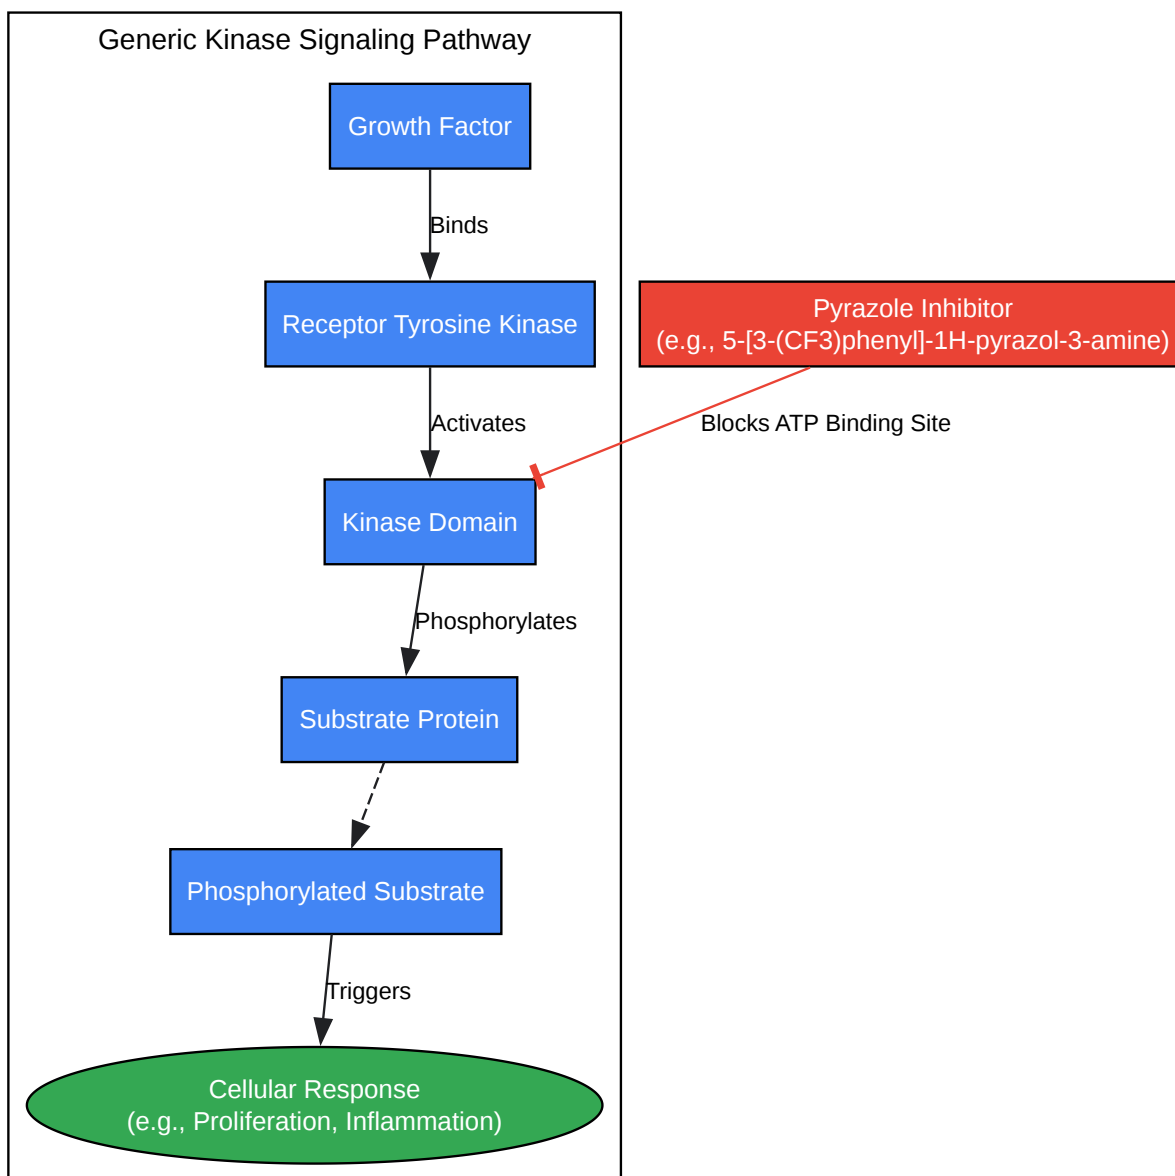 Generic Kinase Signaling Pathway
Growth Factor
Binds
Receptor Tyrosine Kinase
Pyrazole Inhibitor
(e.g., 5-[3-(CF3)phenyl]-1H-pyrazol-3-amine)
Activates
Blocks ATP Binding Site
Kinase Domain
Phosphorylates
Substrate Protein
Phosphorylated Substrate
Triggers
Cellular Response
(e.g., Proliferation, Inflammation)